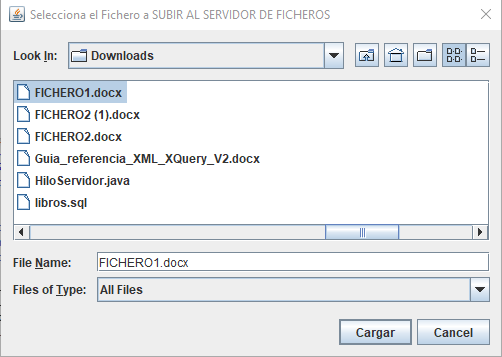 Selecciona el Fichero a SUBIR AL SERVIDOR DE FICHEROS
Look In: Downloads
FICHERO1.docx
FICHERO2 (1).docx
FICHERO2.docx
Guia_referencia_XML_XQuery_V2.docx
HiloServidor.java
libros.sql
File Name: FICHERO1.docx
Files of Type: All Files
Cargar Cancel